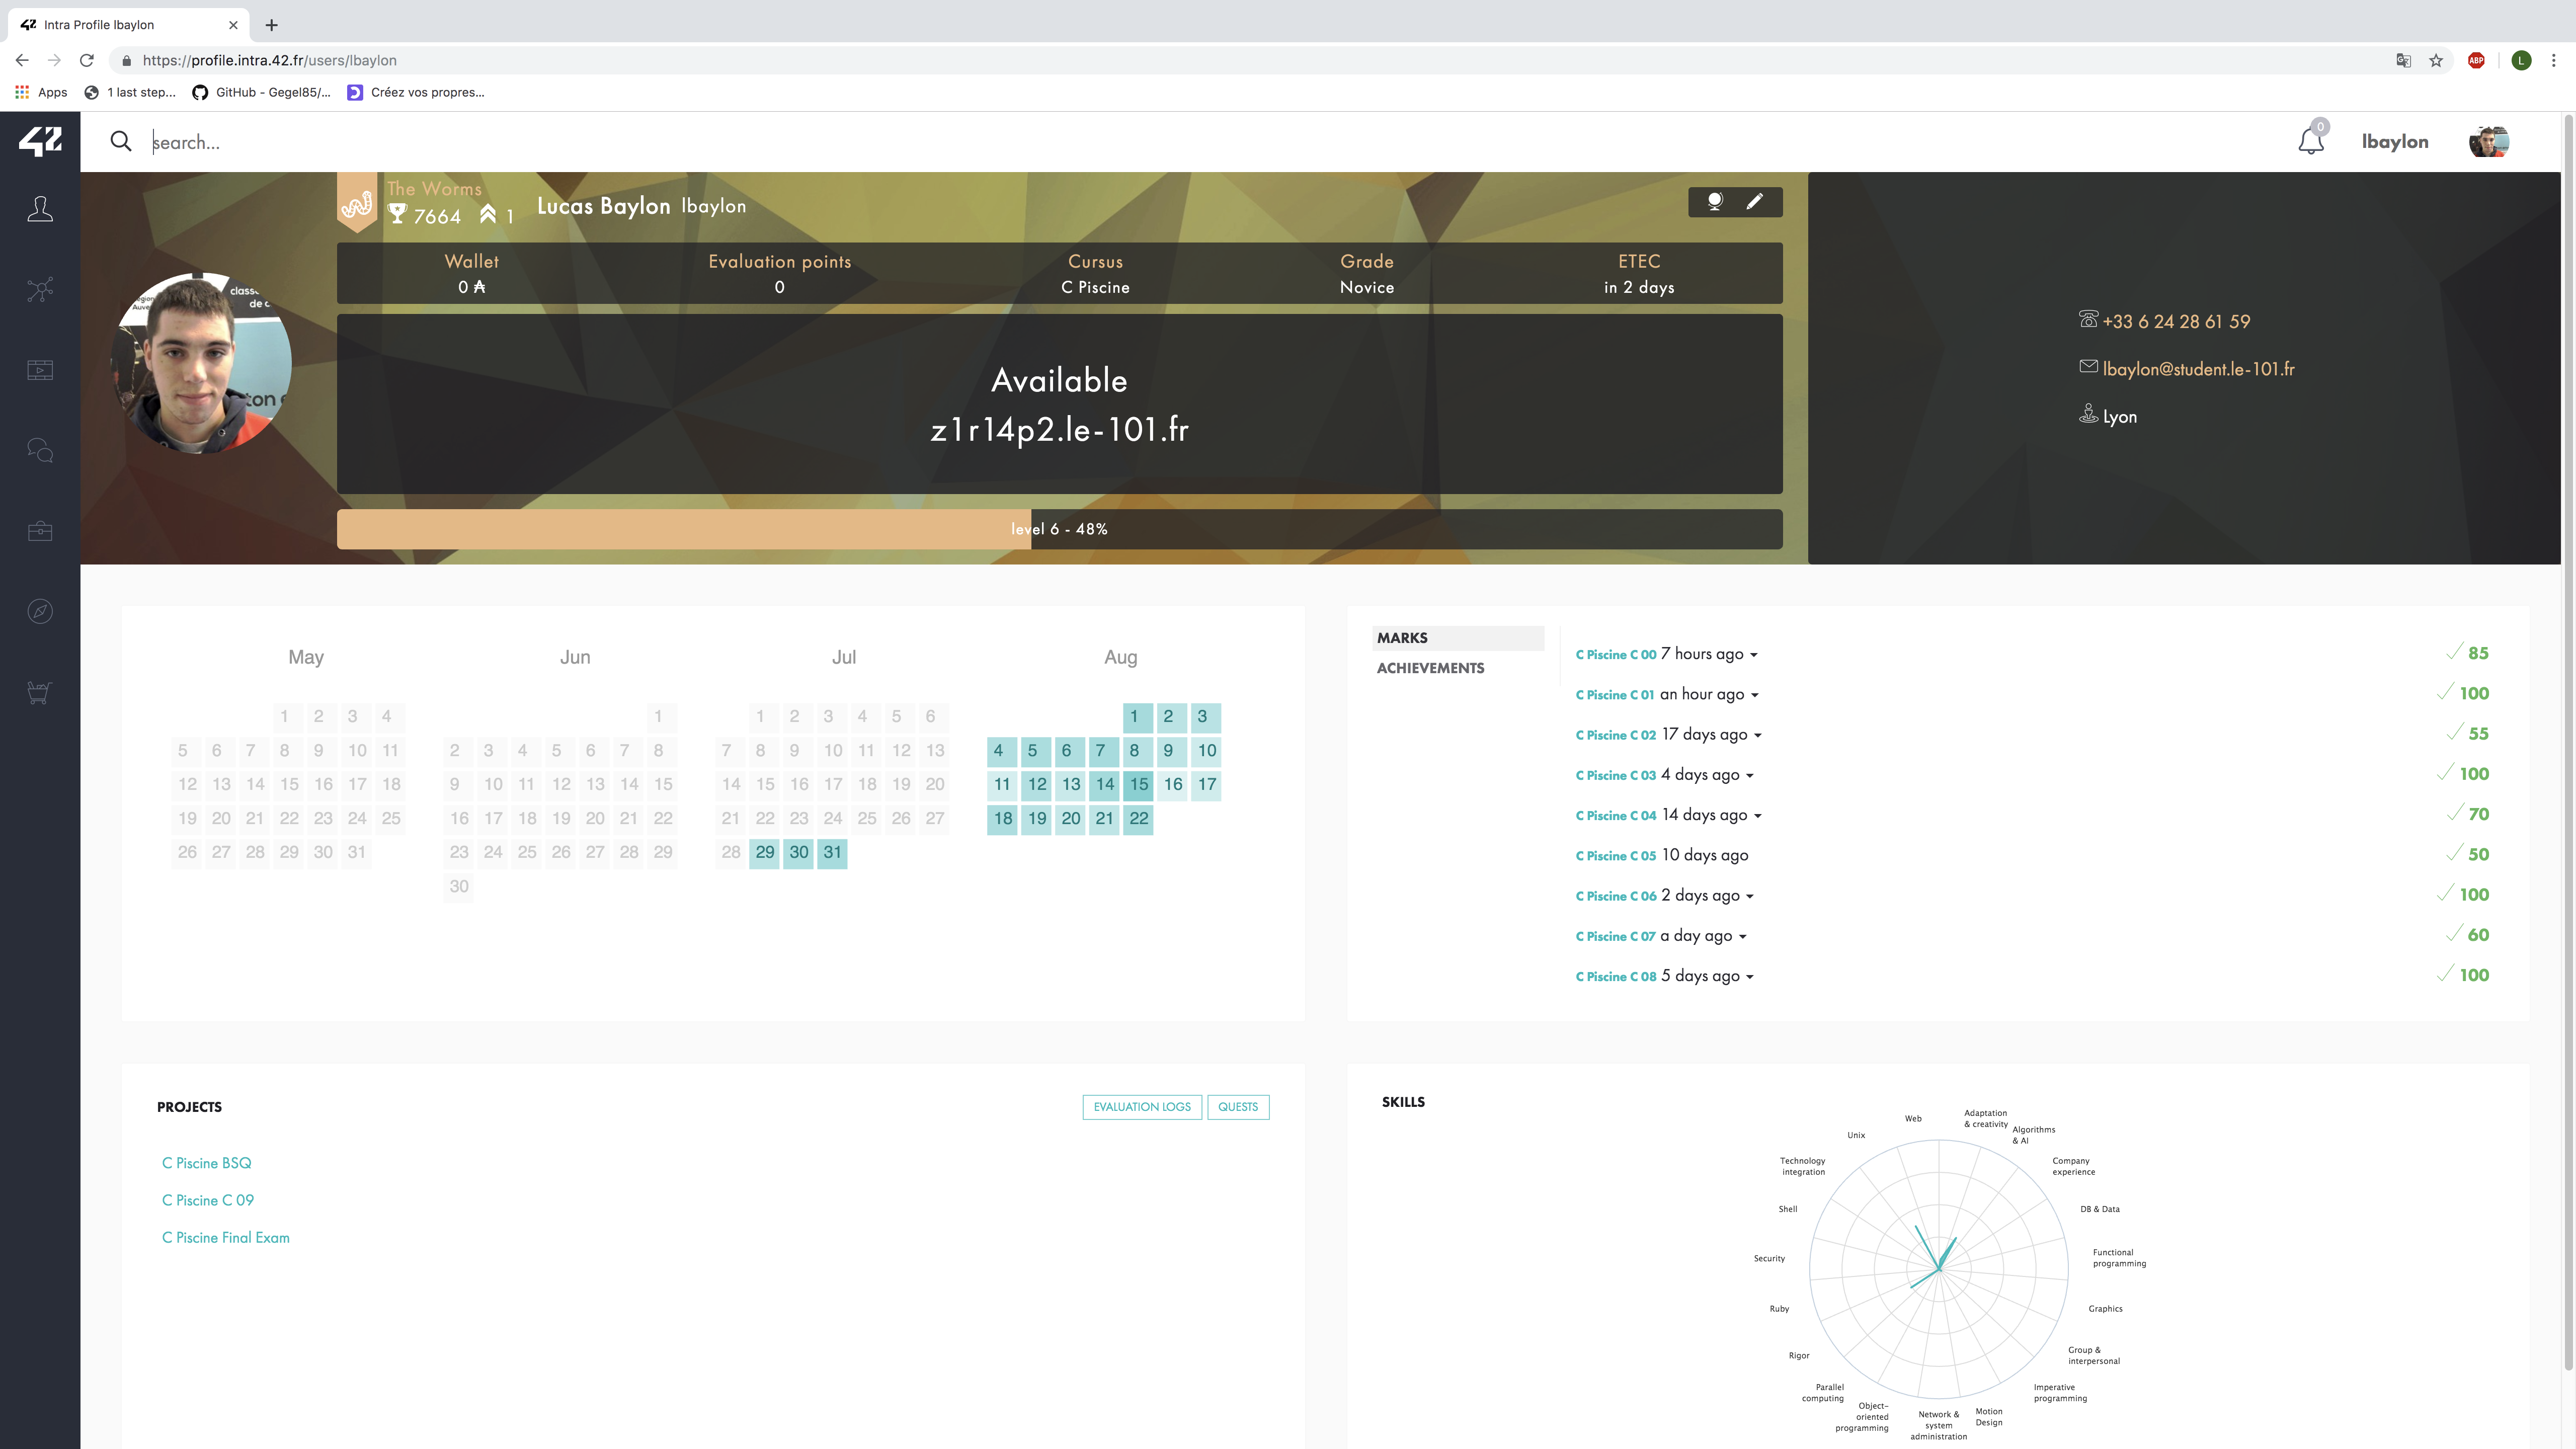 42 Intra Profile lbaylon
https://profile.intra.42.fr/users/lbaylon
ABP
L
Apps
1 last step...
GitHub - Gegel85/...
Créez vos propres...
42
search...
0
lbaylon
The Worms
7664 1
Lucas Baylon lbaylon
Wallet
0 ₳
Evaluation points
0
Cursus
C Piscine
Grade
Novice
ETEC
in 2 days
Available
z1r14p2.le-101.fr
level 6 - 48%
+33 6 24 28 61 59
lbaylon@student.le-101.fr
Lyon
May
1 2 3 4
5 6 7 8 9 10 11
12 13 14 15 16 17 18
19 20 21 22 23 24 25
26 27 28 29 30 31
Jun
1
2 3 4 5 6 7 8
9 10 11 12 13 14 15
16 17 18 19 20 21 22
23 24 25 26 27 28 29
30
Jul
1 2 3 4 5 6
7 8 9 10 11 12 13
14 15 16 17 18 19 20
21 22 23 24 25 26 27
28 29 30 31
Aug
1 2 3
4 5 6 7 8 9 10
11 12 13 14 15 16 17
18 19 20 21 22
MARKS
ACHIEVEMENTS
C Piscine C 00 7 hours ago 85
C Piscine C 01 an hour ago 100
C Piscine C 02 17 days ago 55
C Piscine C 03 4 days ago 100
C Piscine C 04 14 days ago 70
C Piscine C 05 10 days ago 50
C Piscine C 06 2 days ago 100
C Piscine C 07 a day ago 60
C Piscine C 08 5 days ago 100
PROJECTS
EVALUATION LOGS
QUESTS
C Piscine BSQ
C Piscine C 09
C Piscine Final Exam
SKILLS
Adaptation
& creativity
Algorithms
& AI
Company
experience
DB & Data
Functional
programming
Graphics
Group &
interpersonal
Imperative
programming
Motion
Design
Network &
system
administration
Object-
oriented
programming
Parallel
computing
Rigor
Ruby
Security
Shell
Technology
integration
Unix
Web